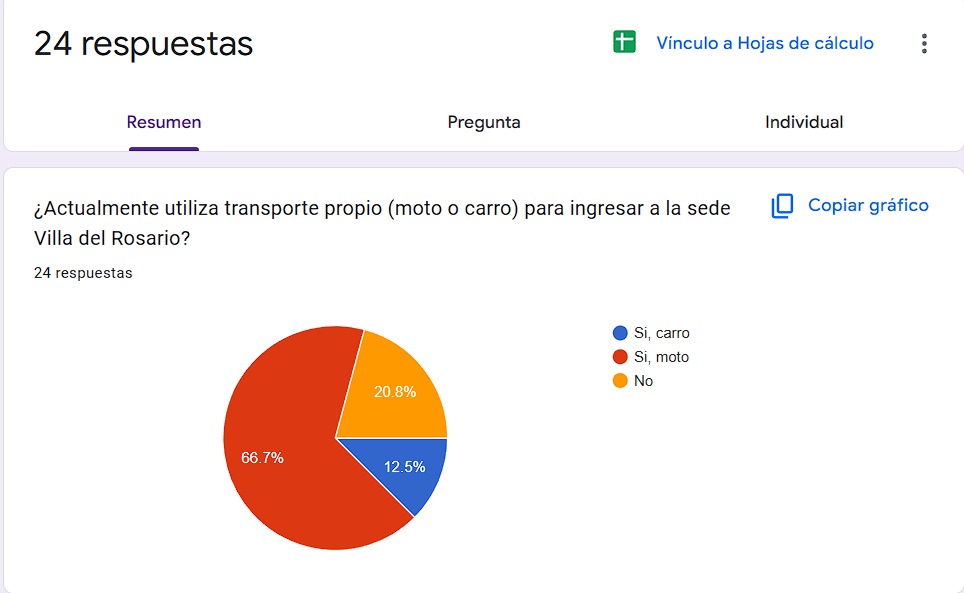 24 respuestas
Vínculo a Hojas de cálculo
Resumen
Pregunta
Individual
¿Actualmente utiliza transporte propio (moto o carro) para ingresar a la sede
Villa del Rosario?
Copiar gráfico
24 respuestas
Si, carro
Si, moto
No
20.8%
66.7%
12.5%